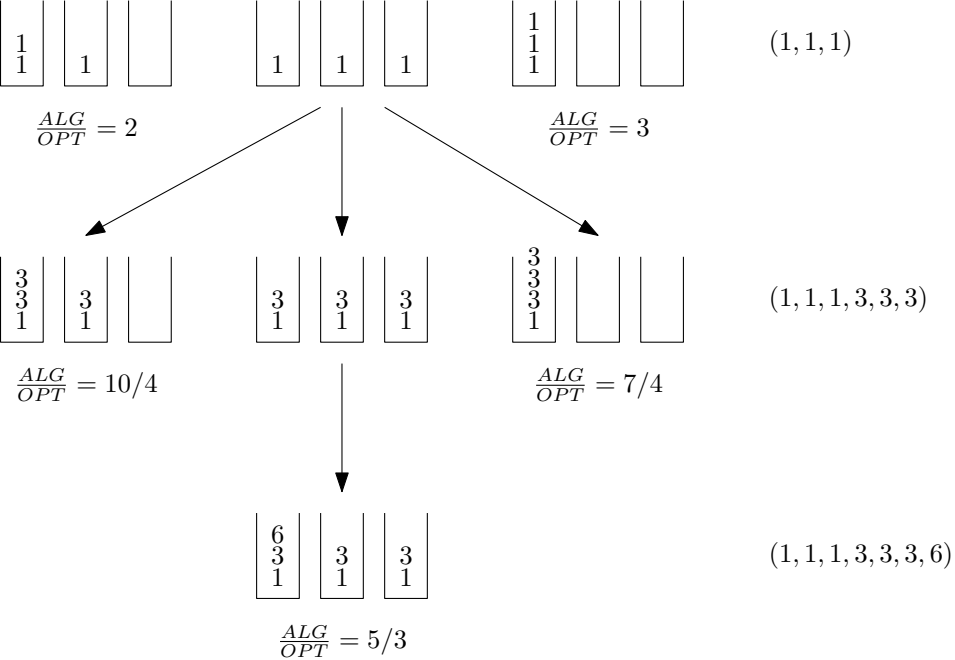 1
1 1 1 1 1 1 1 1 (1, 1, 1)
ALG/OPT = 2 ALG/OPT = 3
3
3 3
3 3 3 3 3 3 (1, 1, 1, 3, 3, 3)
1 1 1 1 1 1
ALG/OPT = 10/4 ALG/OPT = 7/4
6
3 3 3 (1, 1, 1, 3, 3, 3, 6)
1 1 1
ALG/OPT = 5/3